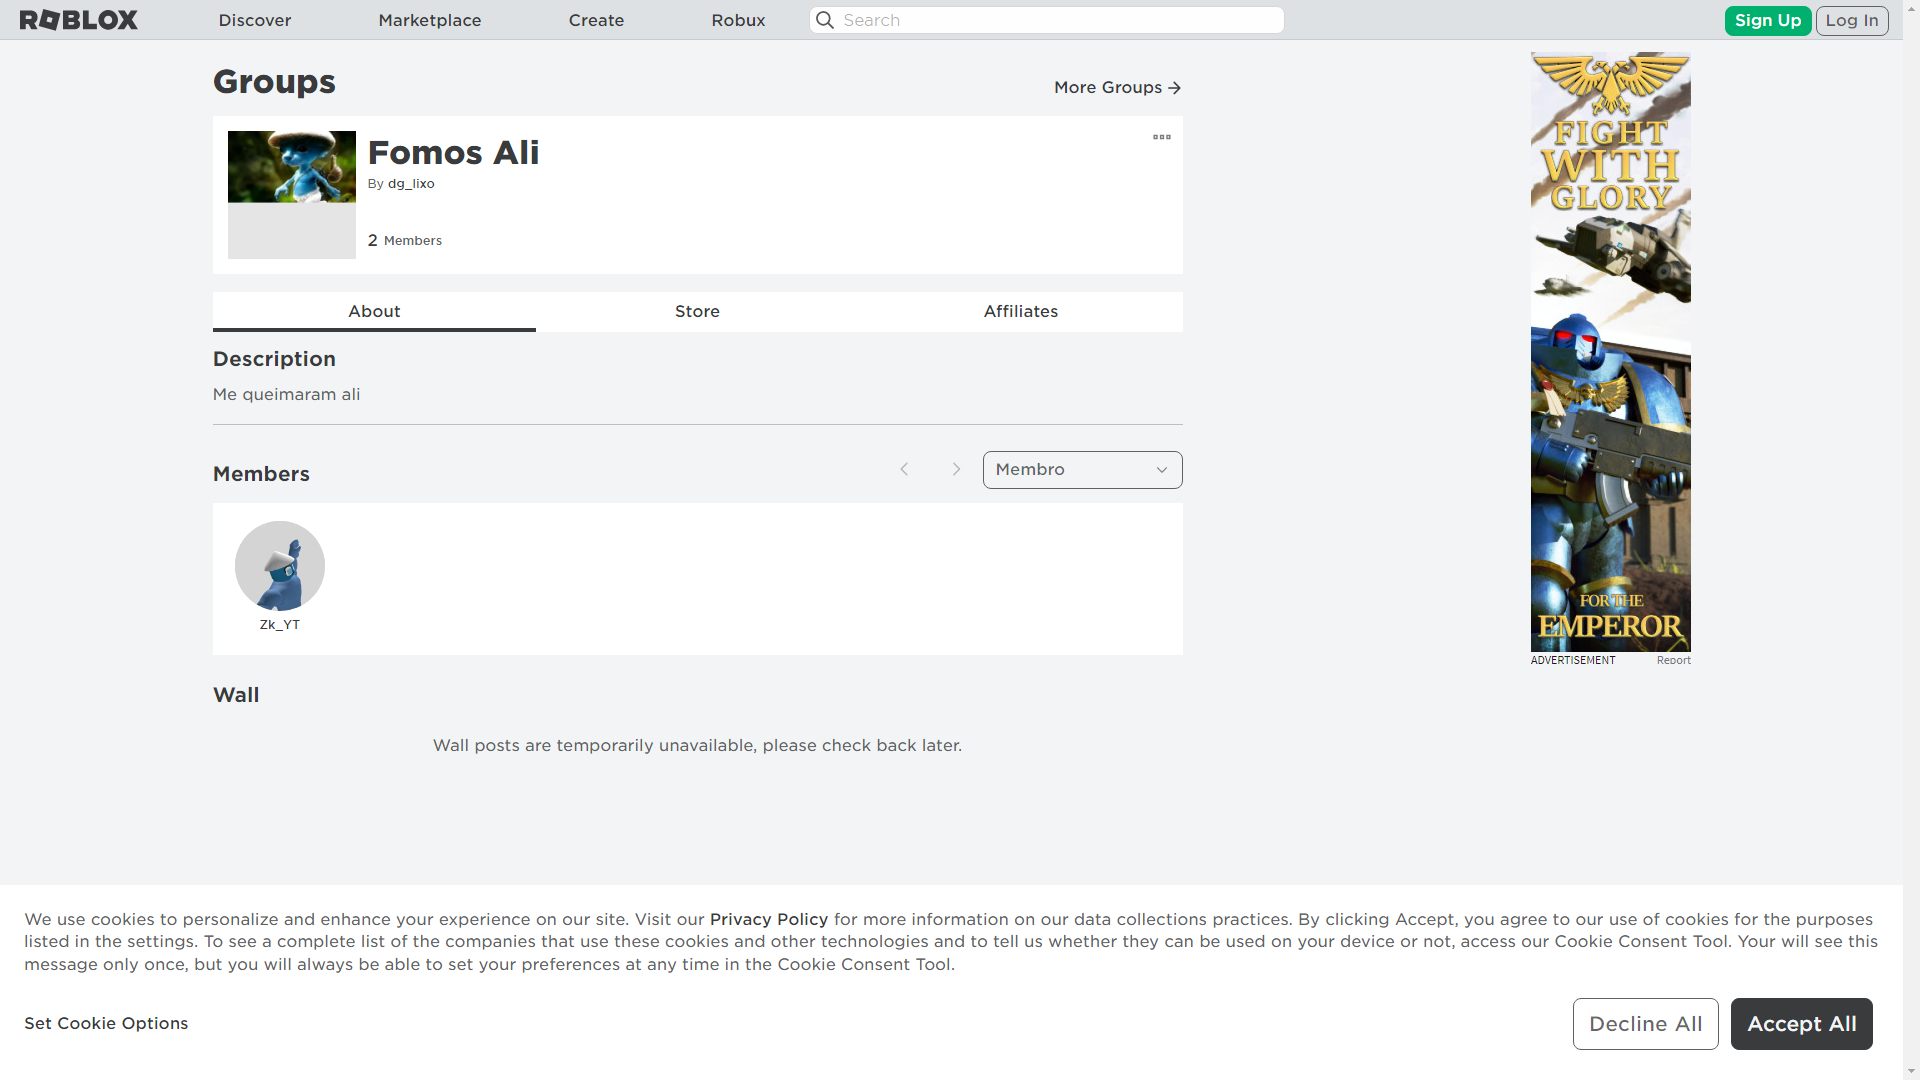 ROBLOX
Discover
Marketplace
Create
Robux
Search
Sign Up
Log In
Groups
More Groups
Fomos Ali
By dg_lixo
2 Members
About
Store
Affiliates
Description
Me queimaram ali
Members
Membro
Zk_YT
Wall
Wall posts are temporarily unavailable, please check back later.
FIGHT
WITH
GLORY
FOR THE
EMPEROR
ADVERTISEMENT
Report
We use cookies to personalize and enhance your experience on our site. Visit our Privacy Policy for more information on our data collections practices. By clicking Accept, you agree to our use of cookies for the purposes
listed in the settings. To see a complete list of the companies that use these cookies and other technologies and to tell us whether they can be used on your device or not, access our Cookie Consent Tool. Your will see this
message only once, but you will always be able to set your preferences at any time in the Cookie Consent Tool.
Set Cookie Options
Decline All
Accept All